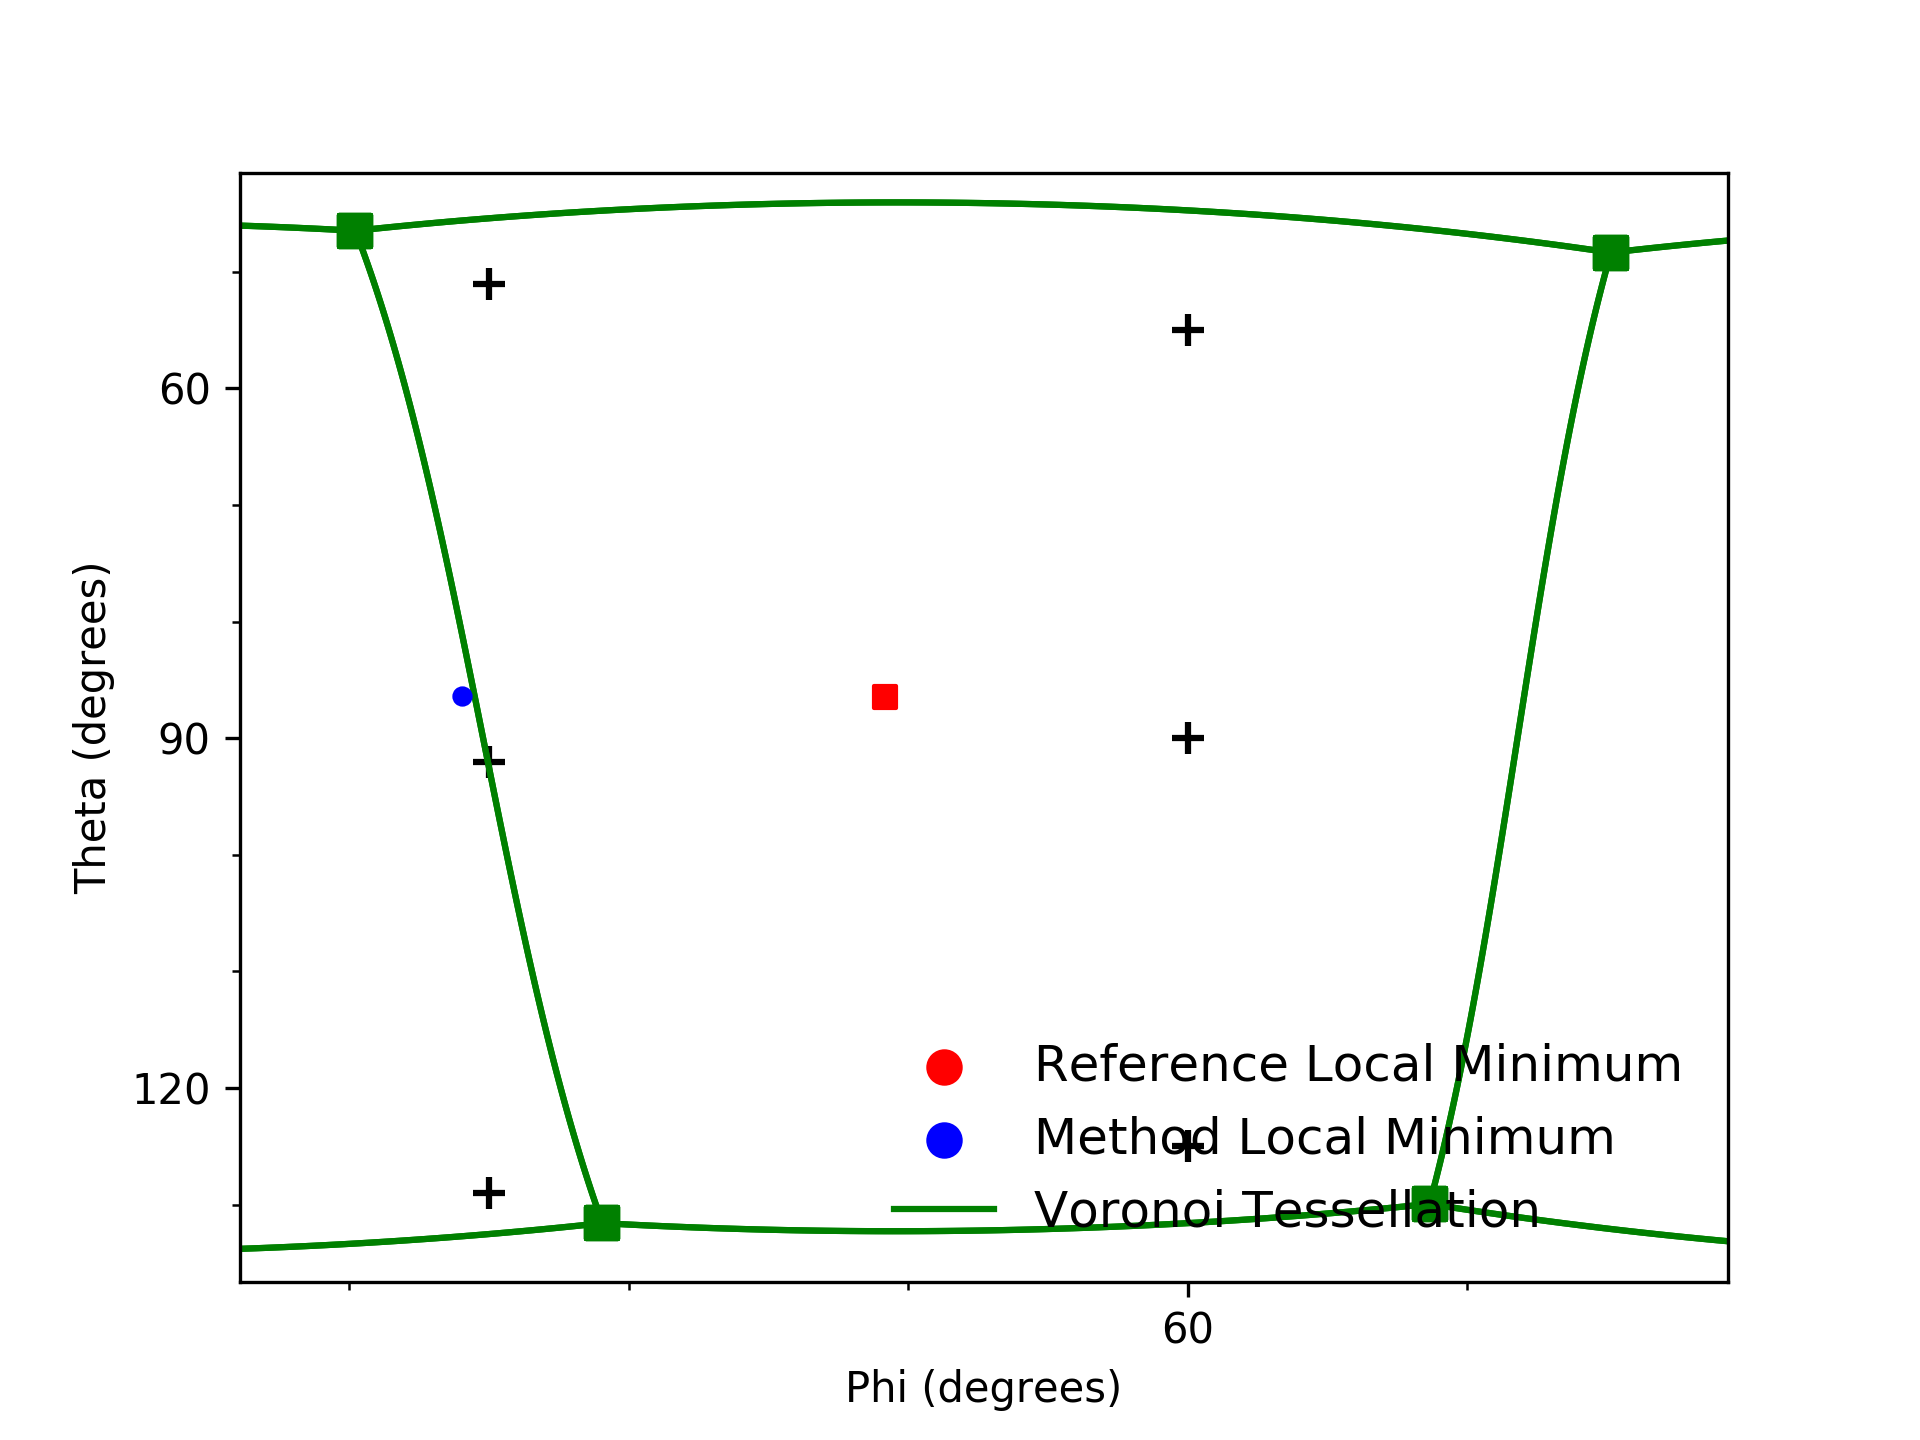 60
90
120
Theta (degrees)
Reference Local Minimum
Method Local Minimum
Voronoi Tessellation
60
Phi (degrees)